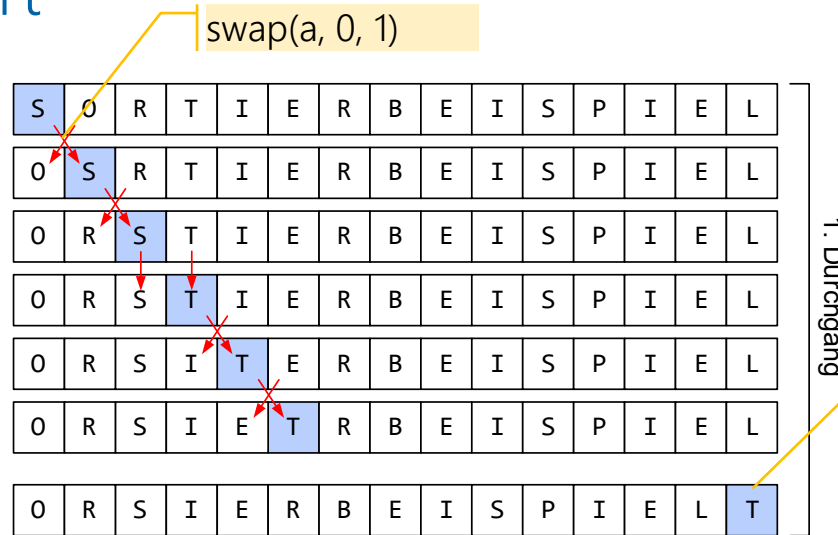 swap(a, 0, 1)
S O R T I E R B E I S P I E L
O S R T I E R B E I S P I E L
O R S T I E R B E I S P I E L
O R S T I E R B E I S P I E L
O R S I T E R B E I S P I E L
O R S I E T R B E I S P I E L
O R S I E R B E I S P I E L T
1. Durchgang